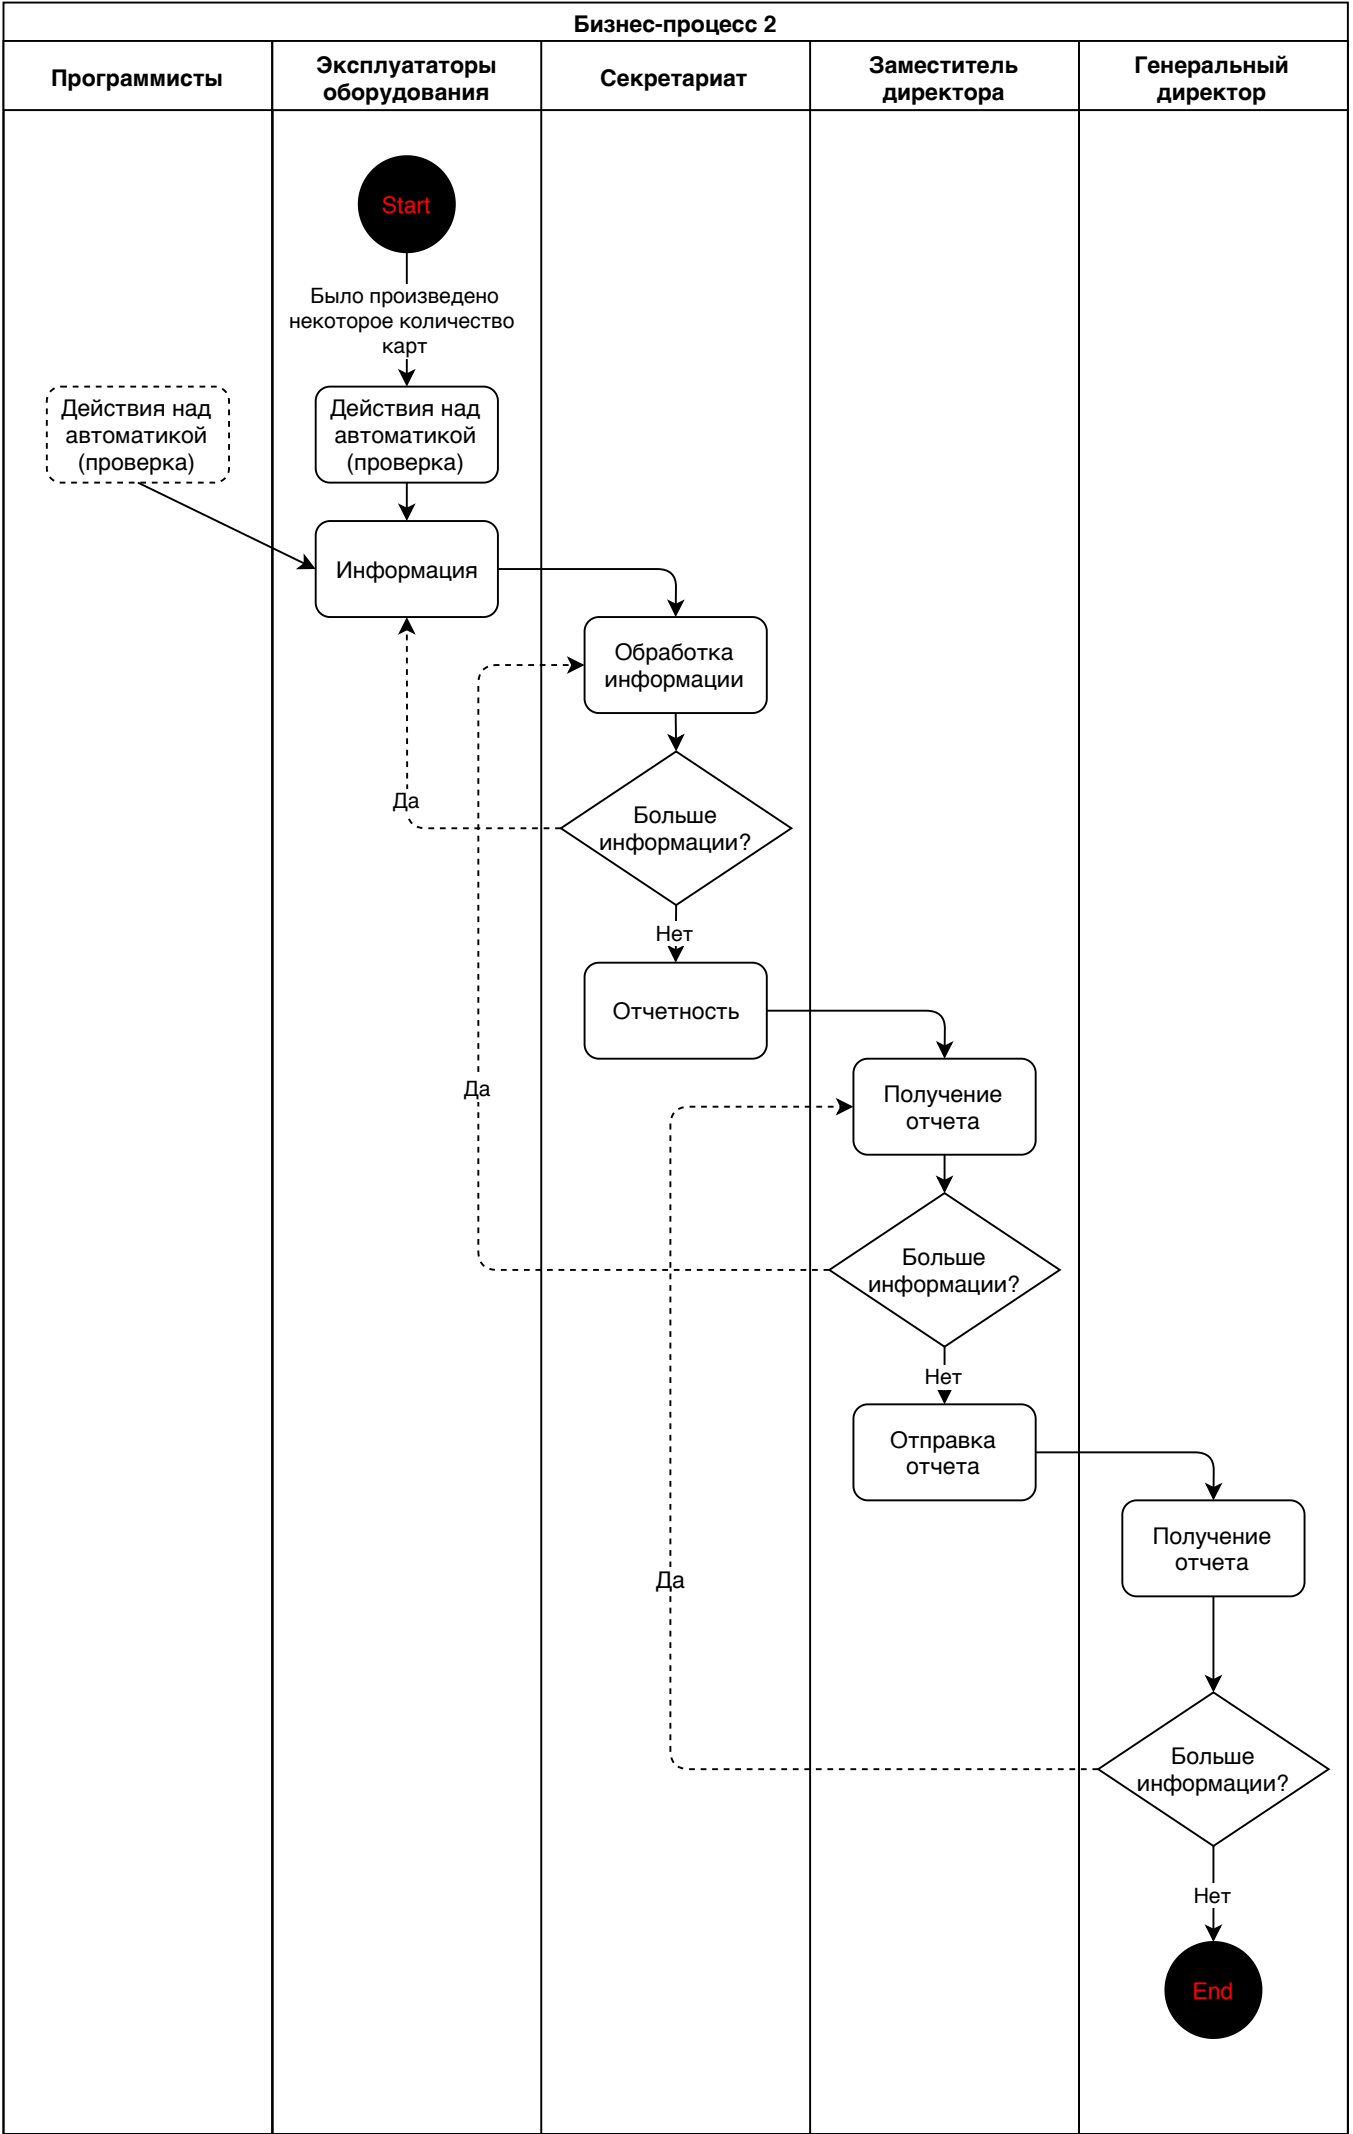 Бизнес-процесс 2
Программисты
Эксплуататоры
оборудования
Секретариат
Заместитель
директора
Генеральный
директор
Start
Было произведено
некоторое количество
карт
Действия над
автоматикой
(проверка)
Действия над
автоматикой
(проверка)
Информация
Обработка
информации
Да
Больше
информации?
Нет
Отчетность
Да
Получение
отчета
Больше
информации?
Нет
Отправка
отчета
Получение
отчета
Да
Больше
информации?
Нет
End